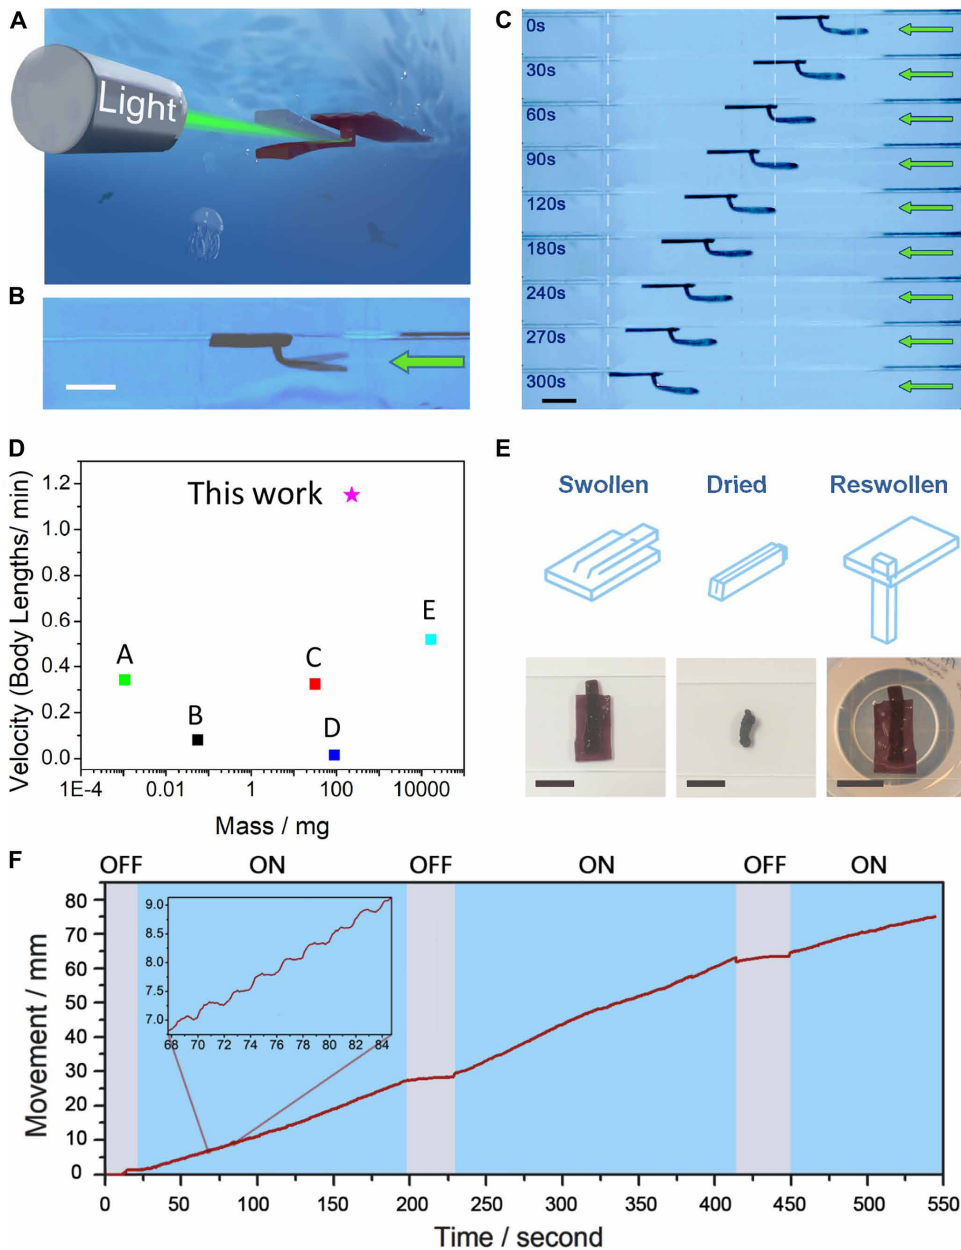 A
Light
B
C
0s
30s
60s
90s
120s
180s
240s
270s
300s
D
Velocity (Body Lengths/ min)
1.2
1.0
0.8
0.6
0.4
0.2
0.0
This work
A
B
C
D
E
1E-4 0.01 1 100 10000
Mass / mg
E
Swollen Dried Reswollen
F
OFF ON OFF ON OFF ON
Movement / mm
80
70
60
50
40
30
20
10
0
9.0
8.5
8.0
7.5
7.0
68 70 72 74 76 78 80 82 84
0 50 100 150 200 250 300 350 400 450 500 550
Time / second